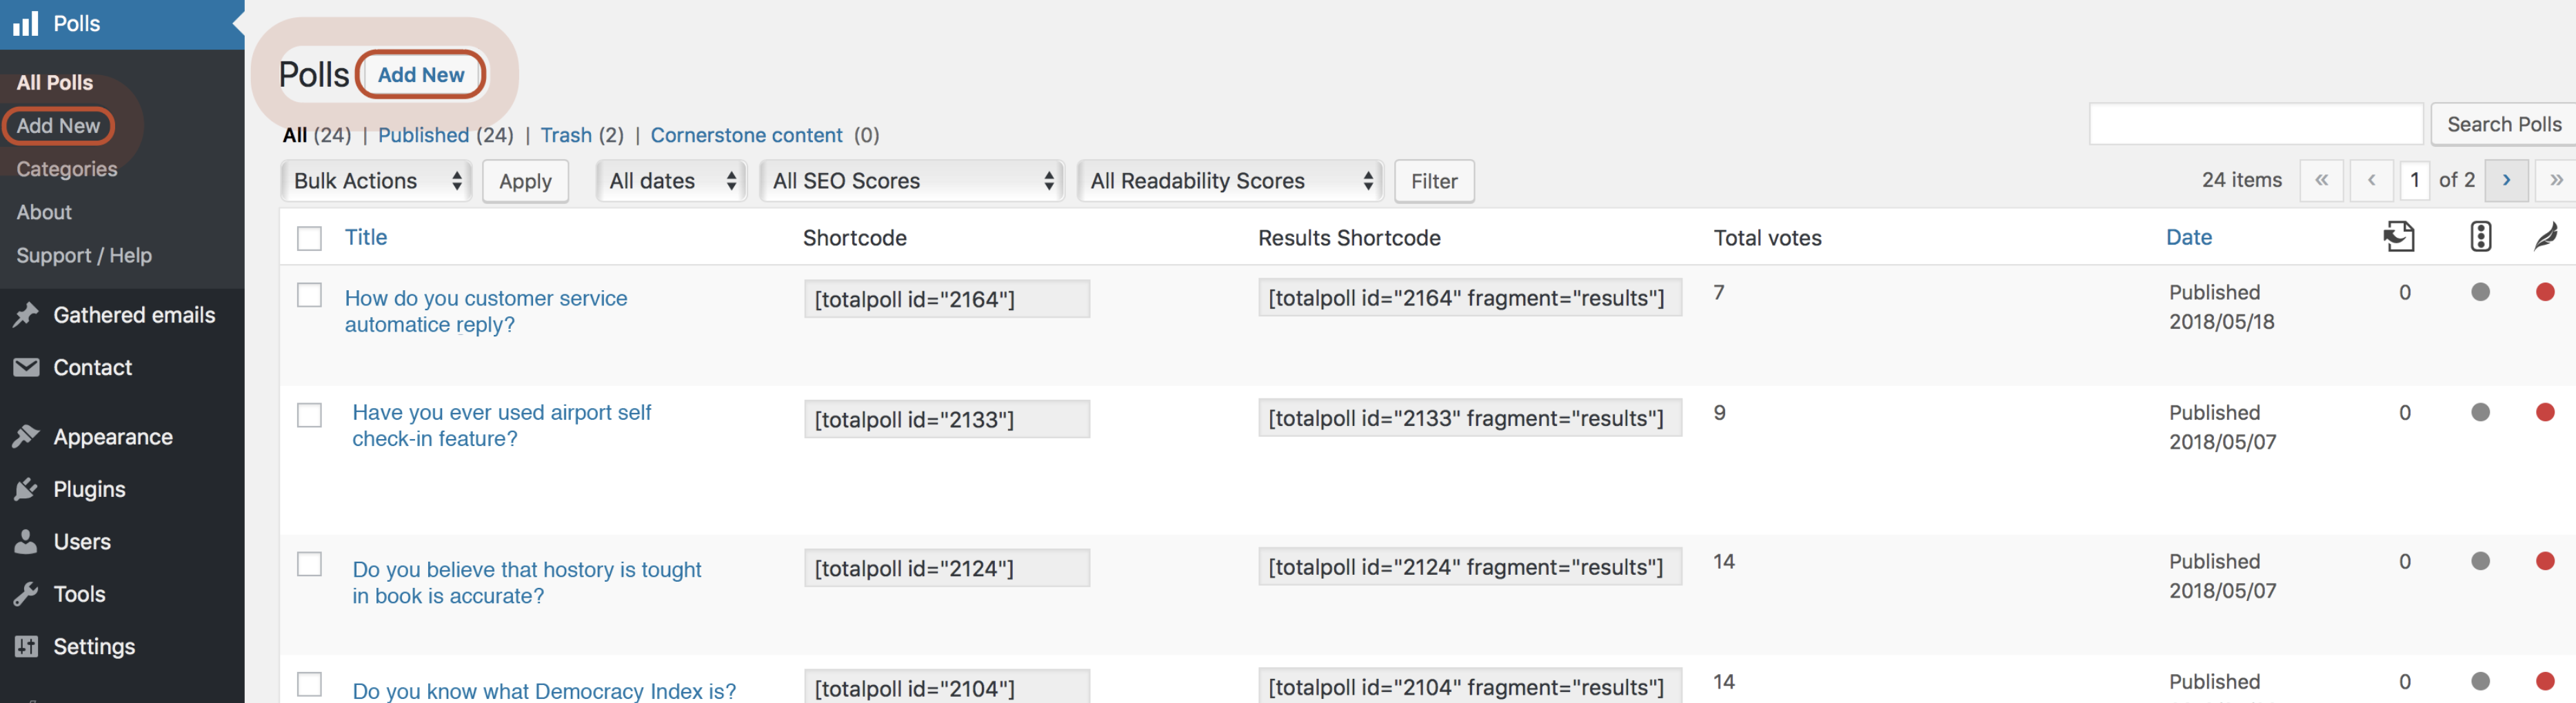 Polls
All Polls
Add New
Categories
About
Support / Help
Gathered emails
Contact
Appearance
Plugins
Users
Tools
Settings
Polls Add New
All (24) | Published (24) | Trash (2) | Cornerstone content (0)
Search Polls
Bulk Actions Apply All dates All SEO Scores All Readability Scores Filter 24 items « ‹ 1 of 2 › »
Title Shortcode Results Shortcode Total votes Date
How do you customer service
automatice reply?
[totalpoll id="2164"] [totalpoll id="2164" fragment="results"] 7 Published 0
2018/05/18
Have you ever used airport self
check-in feature?
[totalpoll id="2133"] [totalpoll id="2133" fragment="results"] 9 Published 0
2018/05/07
Do you believe that hostory is tought
in book is accurate?
[totalpoll id="2124"] [totalpoll id="2124" fragment="results"] 14 Published 0
2018/05/07
Do you know what Democracy Index is? [totalpoll id="2104"] [totalpoll id="2104" fragment="results"] 14 Published 0